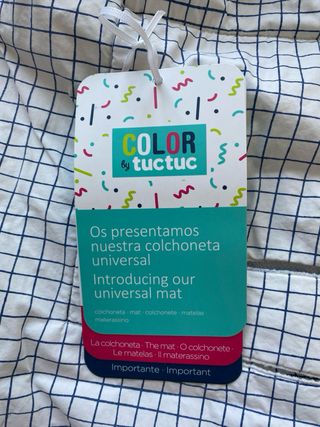 COLOR
by tuctuc
Os presentamos
nuestra colchoneta
universal
Introducing our
universal mat
colchoneta · mat · colchonete · matelas
materassino
La colchoneta · The mat · O colchonete ·
Le matelas · Il materassino
Importante · Important